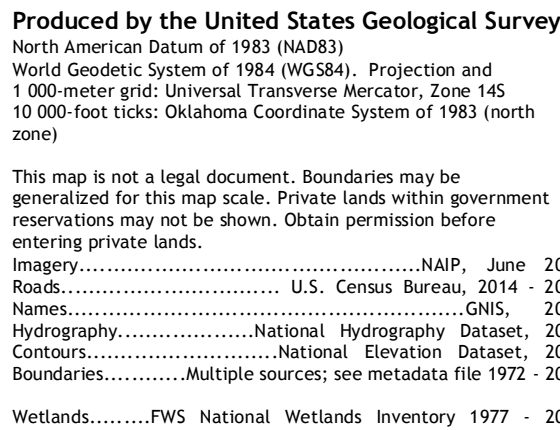 Produced by the United States Geological Survey
North American Datum of 1983 (NAD83)
World Geodetic System of 1984 (WGS84). Projection and
1 000-meter grid: Universal Transverse Mercator, Zone 14S
10 000-foot ticks: Oklahoma Coordinate System of 1983 (north
zone)
This map is not a legal document. Boundaries may be
generalized for this map scale. Private lands within government
reservations may not be shown. Obtain permission before
entering private lands.
Imagery..........................................NAIP, June 20
Roads........................... U.S. Census Bureau, 2014 - 20
Names.................................................GNIS, 20
Hydrography.................National Hydrography Dataset, 20
Contours.........................National Elevation Dataset, 20
Boundaries............Multiple sources; see metadata file 1972 - 20
Wetlands.........FWS National Wetlands Inventory 1977 - 20